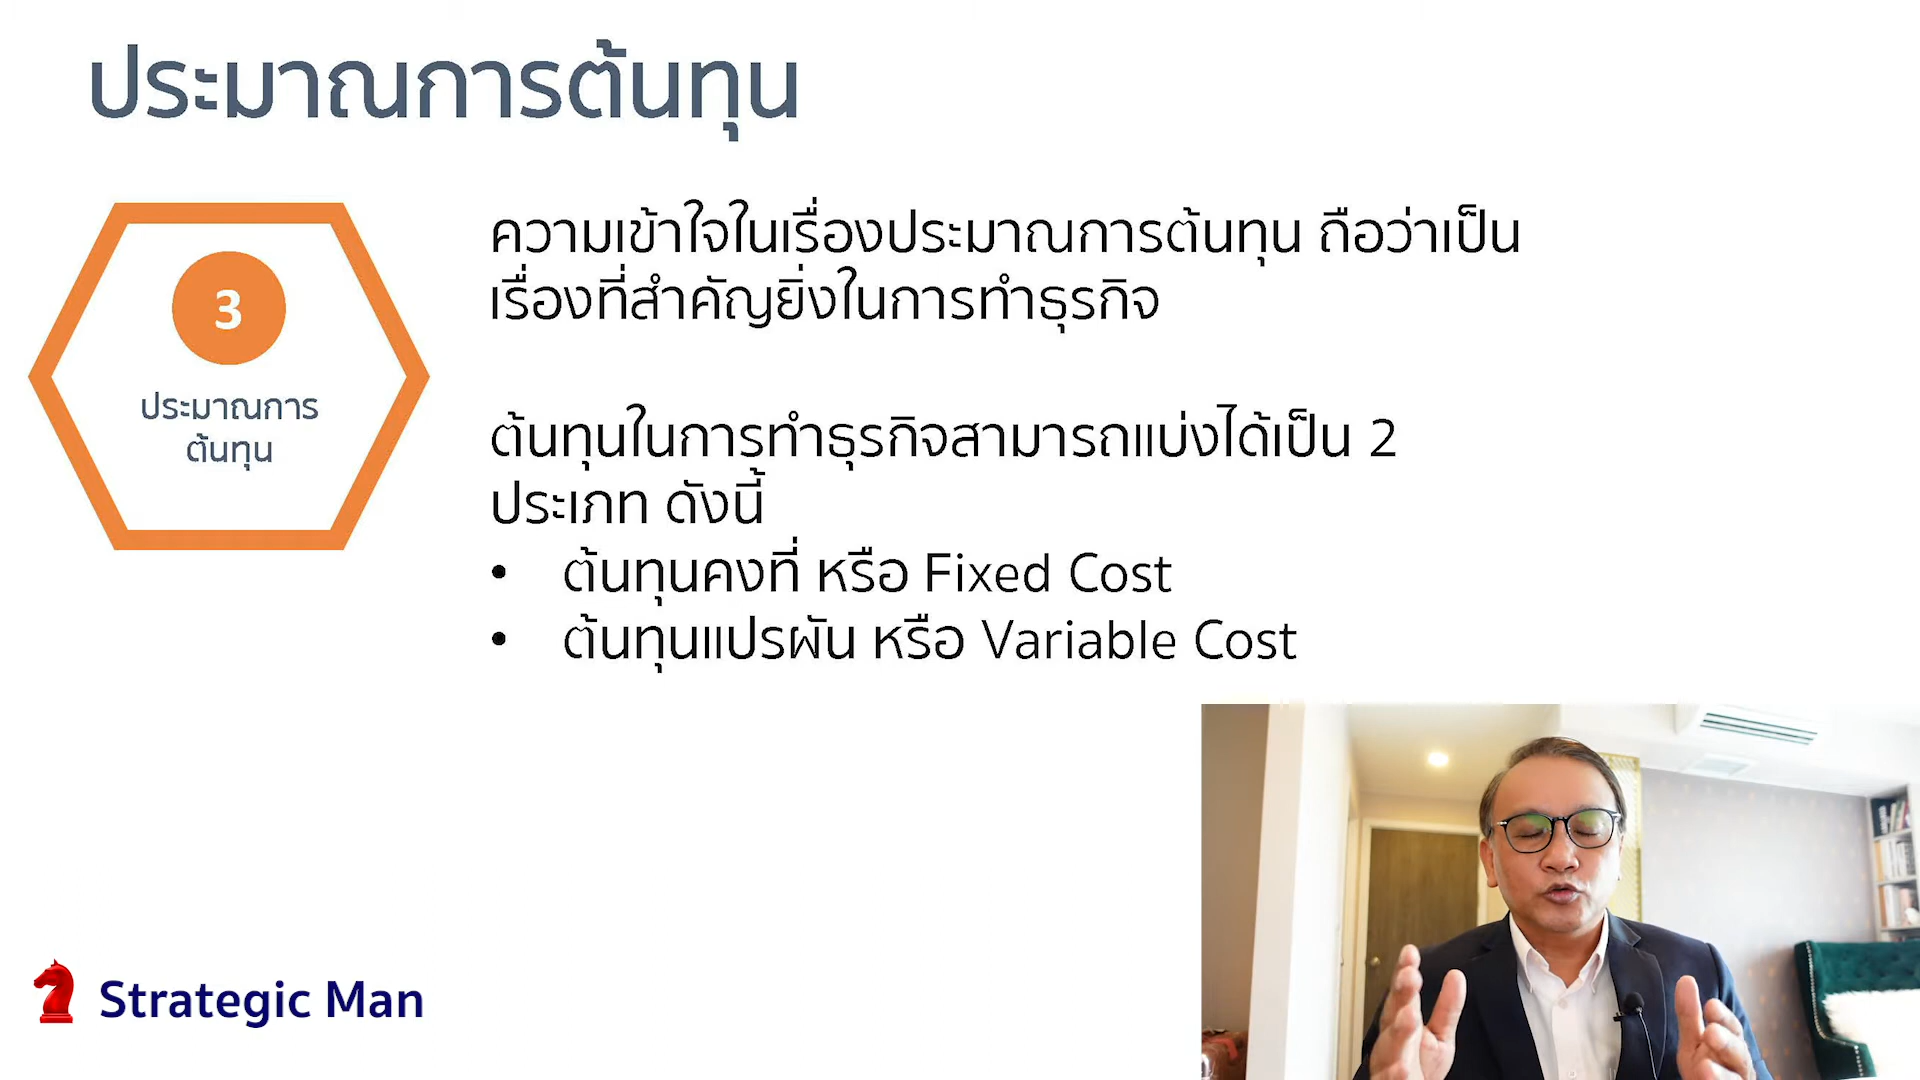 ประมาณการต้นทุน
3
ประมาณการ
ต้นทุน
ความเข้าใจในเรื่องประมาณการต้นทุน ถือว่าเป็น
เรื่องที่สำคัญยิ่งในการทำธุรกิจ
ต้นทุนในการทำธุรกิจสามารถแบ่งได้เป็น 2
ประเภท ดังนี้
• ต้นทุนคงที่ หรือ Fixed Cost
• ต้นทุนแปรผัน หรือ Variable Cost
Strategic Man